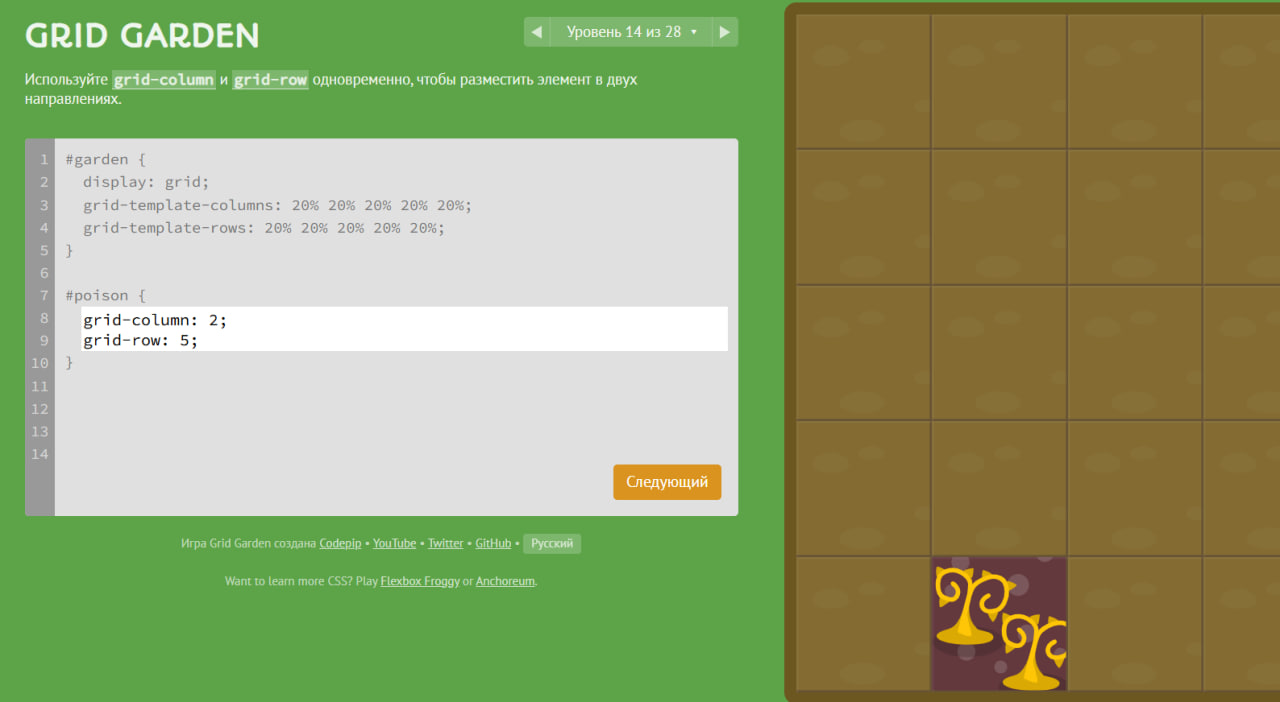 GRID GARDEN
◀ Уровень 14 из 28 ▾ ▶
Используйте grid-column и grid-row одновременно, чтобы разместить элемент в двух
направлениях.
1 #garden {
2 display: grid;
3 grid-template-columns: 20% 20% 20% 20% 20%;
4 grid-template-rows: 20% 20% 20% 20% 20%;
5 }
6
7 #poison {
8 grid-column: 2;
9 grid-row: 5;
10 }
11
12
13
14
Следующий
Игра Grid Garden создана Codepip • YouTube • Twitter • GitHub • Русский
Want to learn more CSS? Play Flexbox Froggy or Anchoreum.